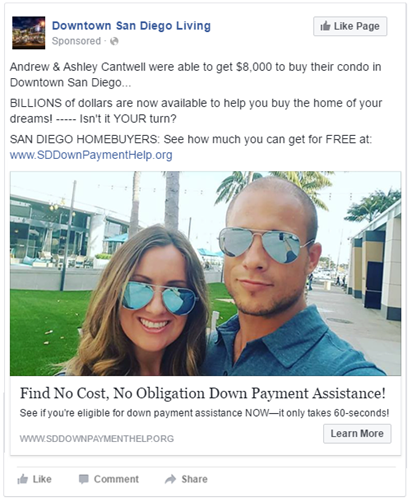 Downtown San Diego Living
Like Page
Sponsored ·
Andrew & Ashley Cantwell were able to get $8,000 to buy their condo in
Downtown San Diego...
BILLIONS of dollars are now available to help you buy the home of your
dreams! ----- Isn't it YOUR turn?
SAN DIEGO HOMEBUYERS: See how much you can get for FREE at:
www.SDDownPaymentHelp.org
Find No Cost, No Obligation Down Payment Assistance!
See if you're eligible for down payment assistance NOW—it only takes 60-seconds!
WWW.SDDOWNPAYMENTHELP.ORG
Learn More
Like Comment Share